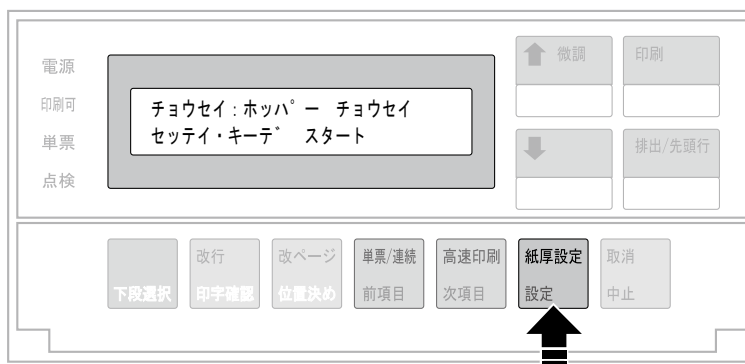 電源
印刷可
単票
点検
チョウセイ:ホッパ゜ー チョウセイ
セッテイ・キーデ゛ スタート
微調
印刷
排出/先頭行
下段選択
改行
印字確認
改ページ
位置決め
単票/連続
前項目
高速印刷
次項目
紙厚設定
設定
取消
中止